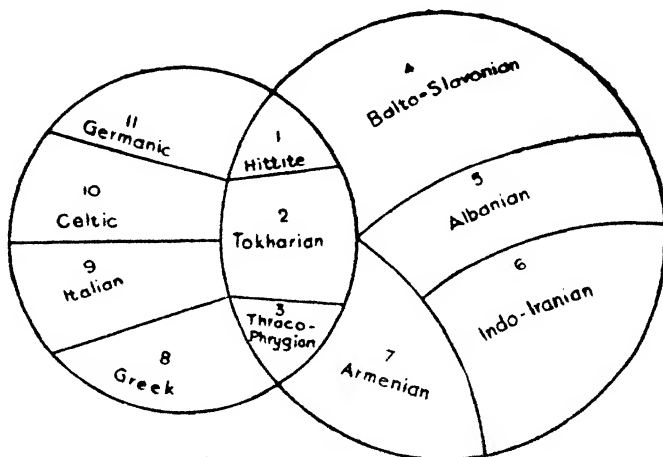 4
Balto-Slavonian
11
Germanic
1
Hittite
5
Albanian
10
Celtic
2
Tokharian
9
Italian
6
Indo-Iranian
3
Thraco-
Phrygian
7
Armenian
8
Greek